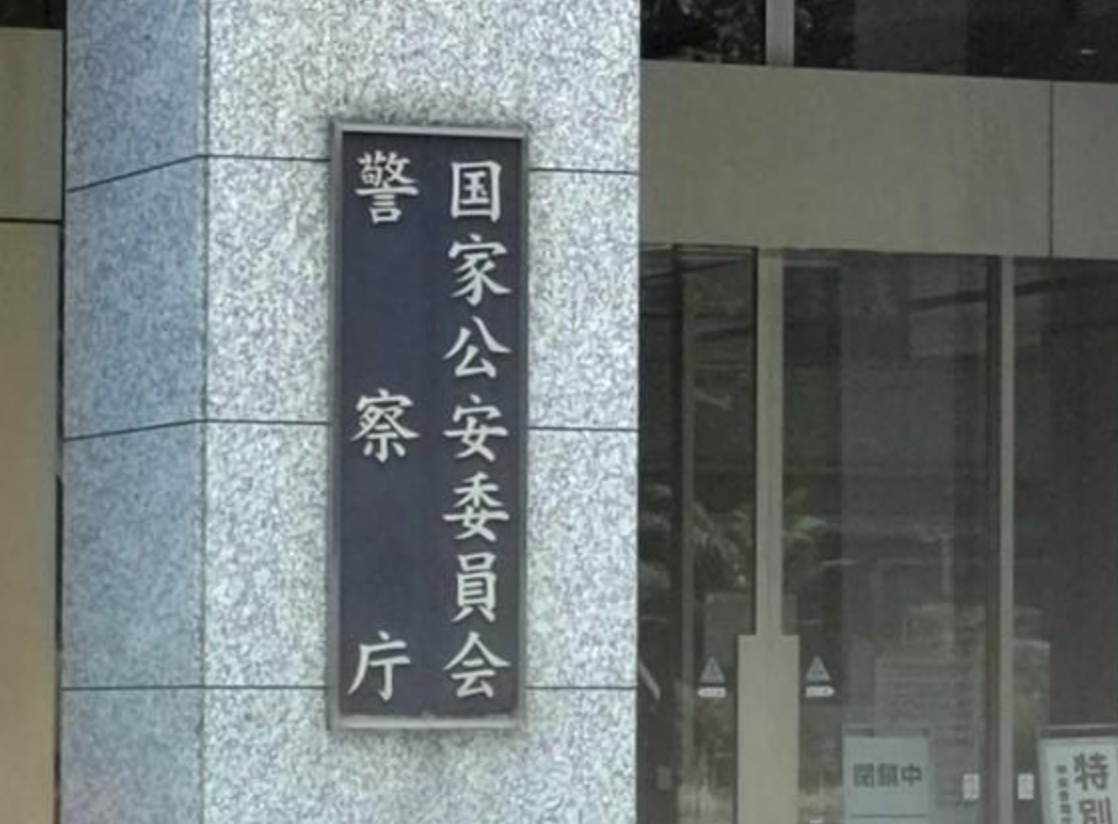 国家公安委員会
警察庁
閉鎖中
特別